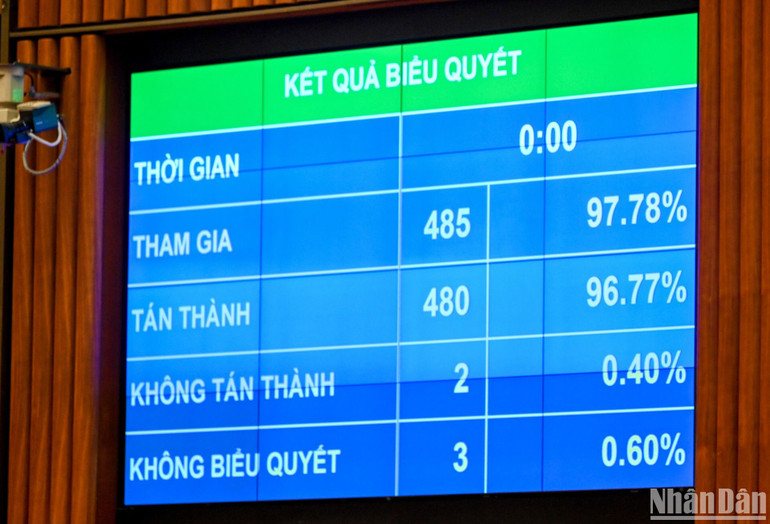 KẾT QUẢ BIỂU QUYẾT
THỜI GIAN 0:00
THAM GIA 485 97.78%
TÁN THÀNH 480 96.77%
KHÔNG TÁN THÀNH 2 0.40%
KHÔNG BIỂU QUYẾT 3 0.60%
NhânDân